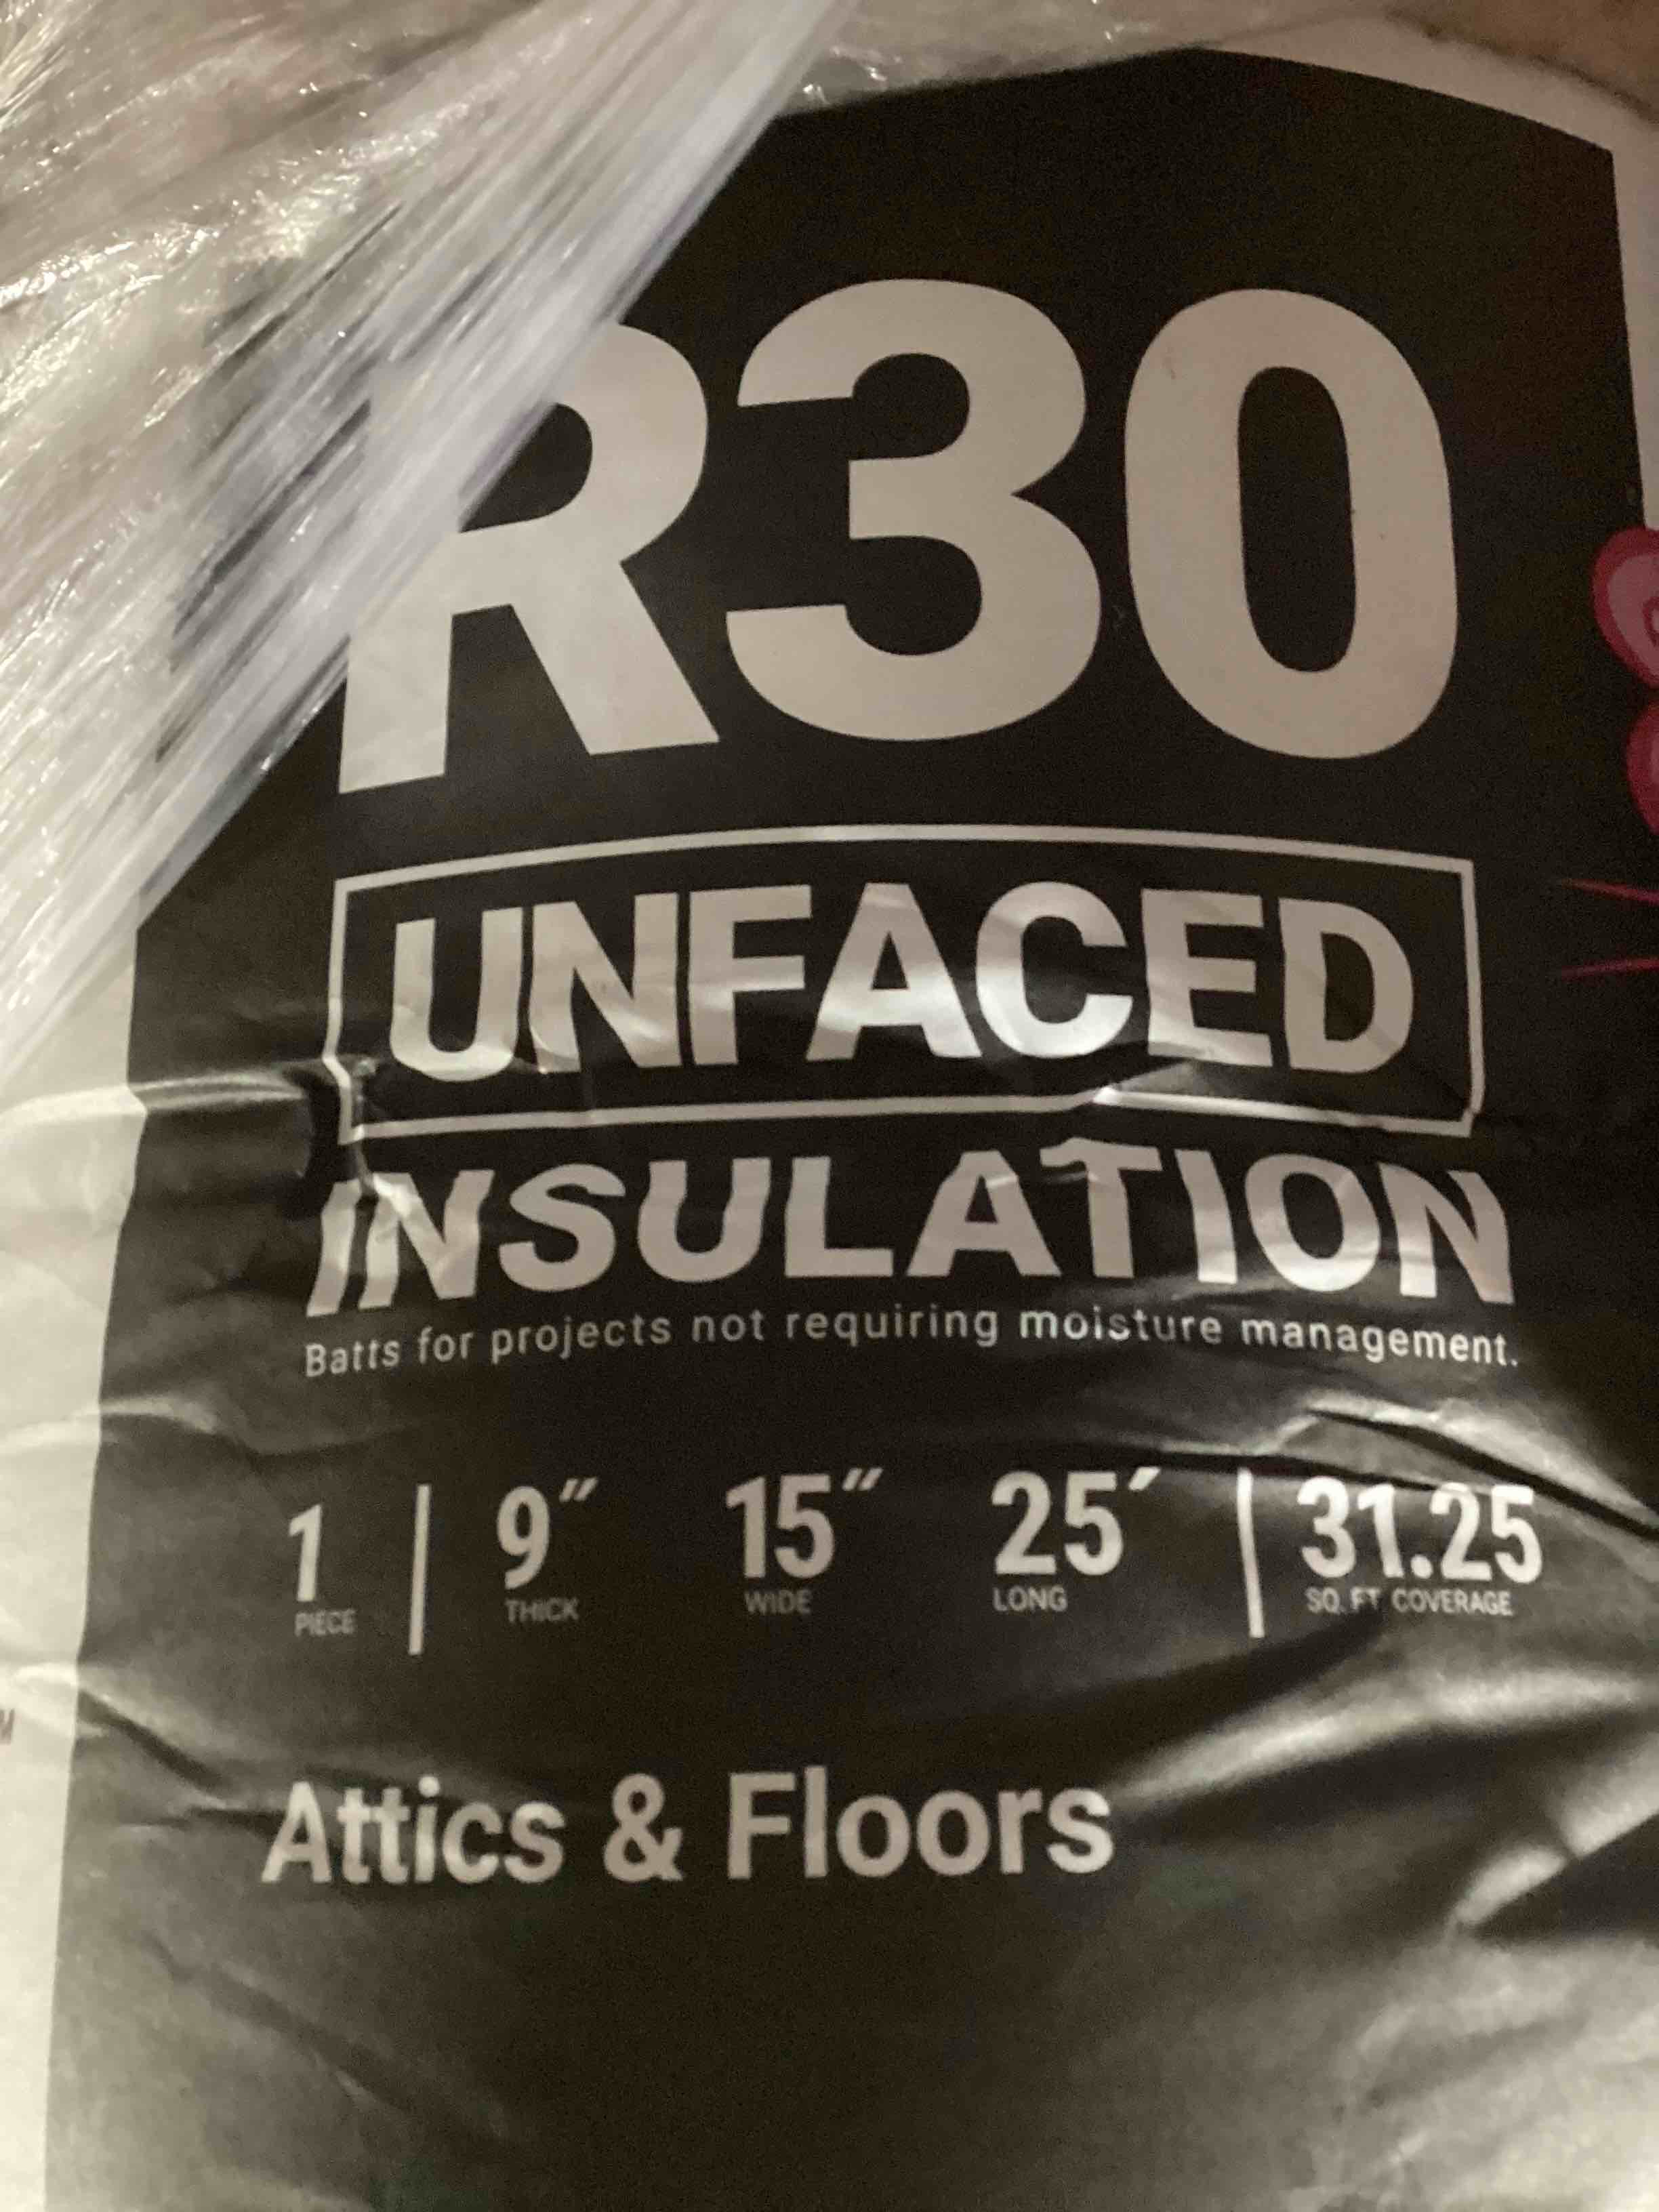 R30
UNFACED
INSULATION
Batts for projects not requiring moisture management.
1 9″ 15″ 25′ 31.25
PIECE THICK WIDE LONG SQ. FT COVERAGE
Attics & Floors